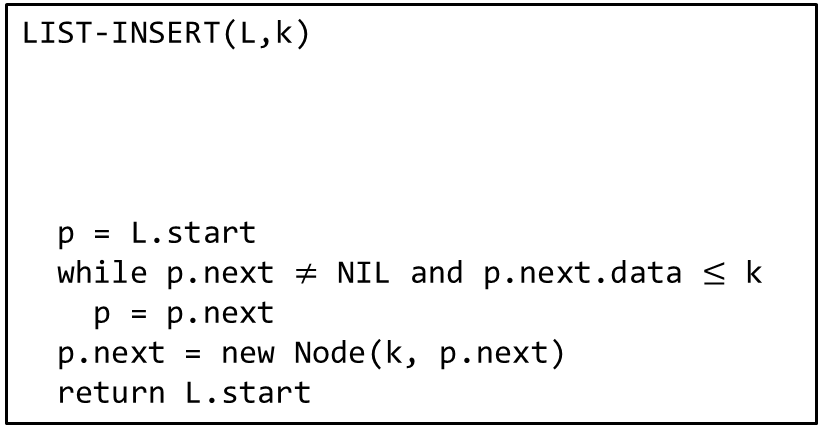 LIST-INSERT(L,k)
p = L.start
while p.next ≠ NIL and p.next.data ≤ k
p = p.next
p.next = new Node(k, p.next)
return L.start